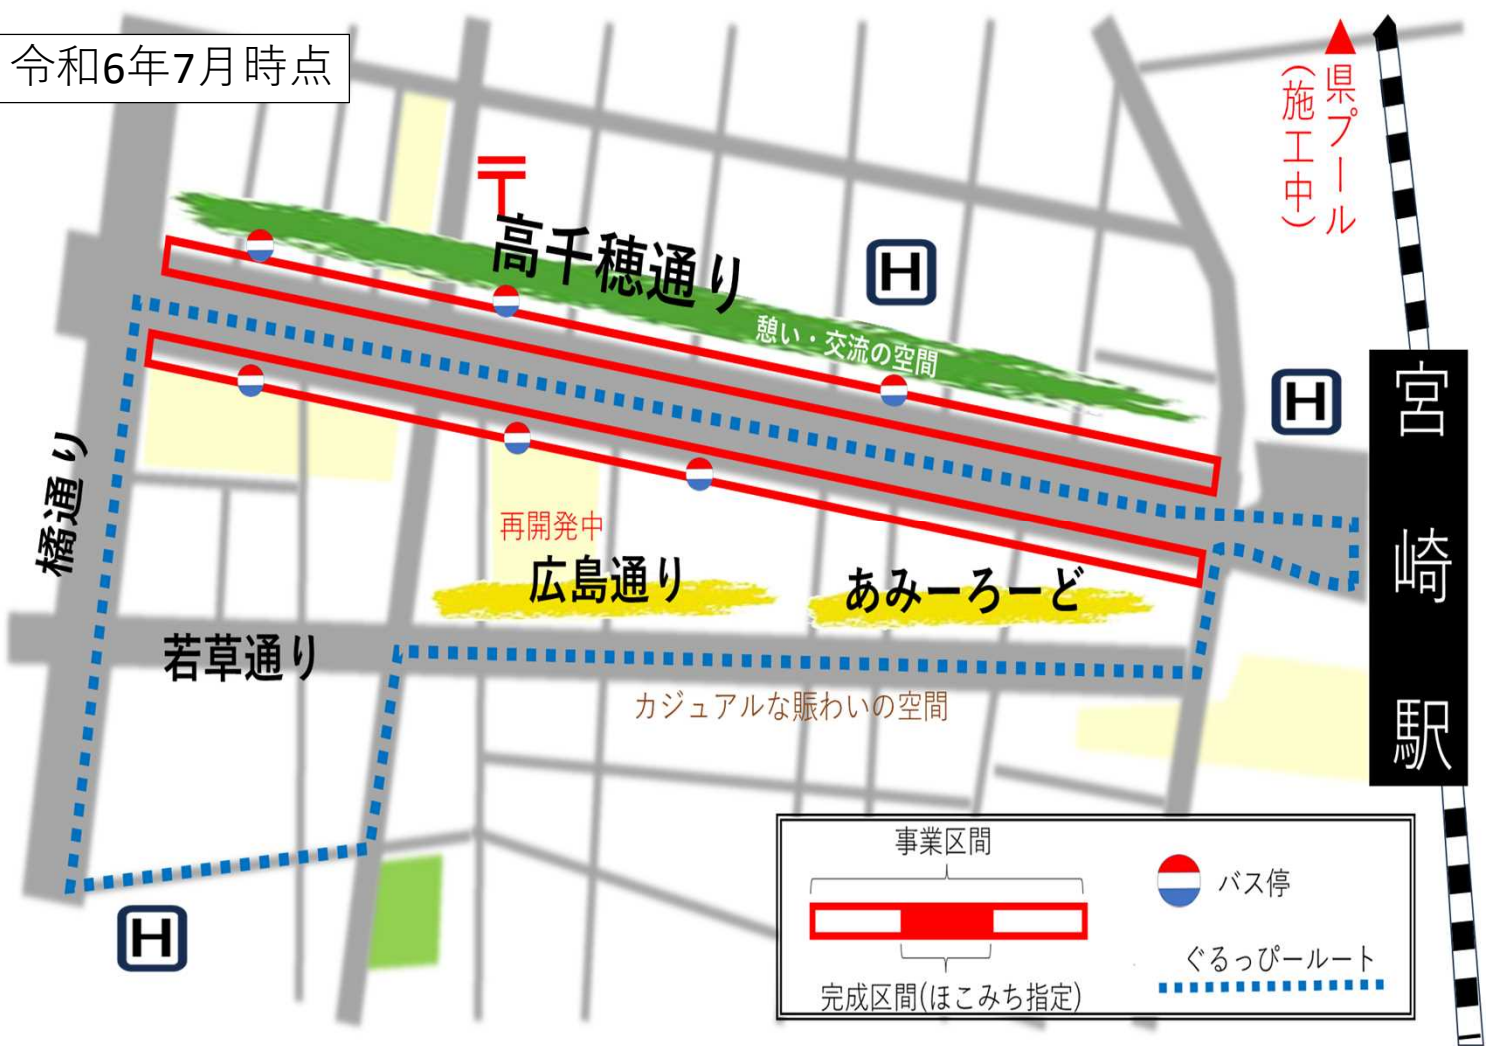 令和6年7月時点
県プール
(施工中)
〒
高千穂通り
憩い・交流の空間
H
H
宮崎駅
橘通り
再開発中
広島通り
あみーろーど
若草通り
カジュアルな賑わいの空間
H
事業区間
バス停
ぐるっぴールート
完成区間(ほこみち指定)